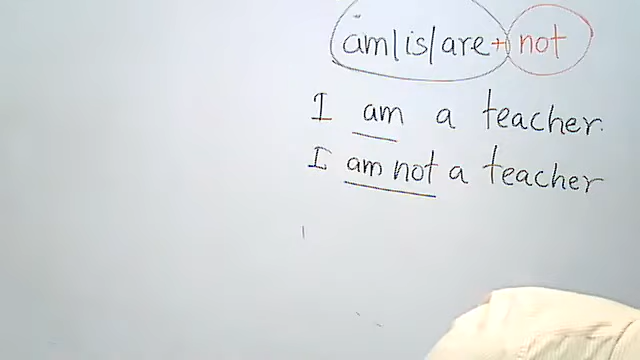 am/is/are + not
I am a teacher.
I am not a teacher